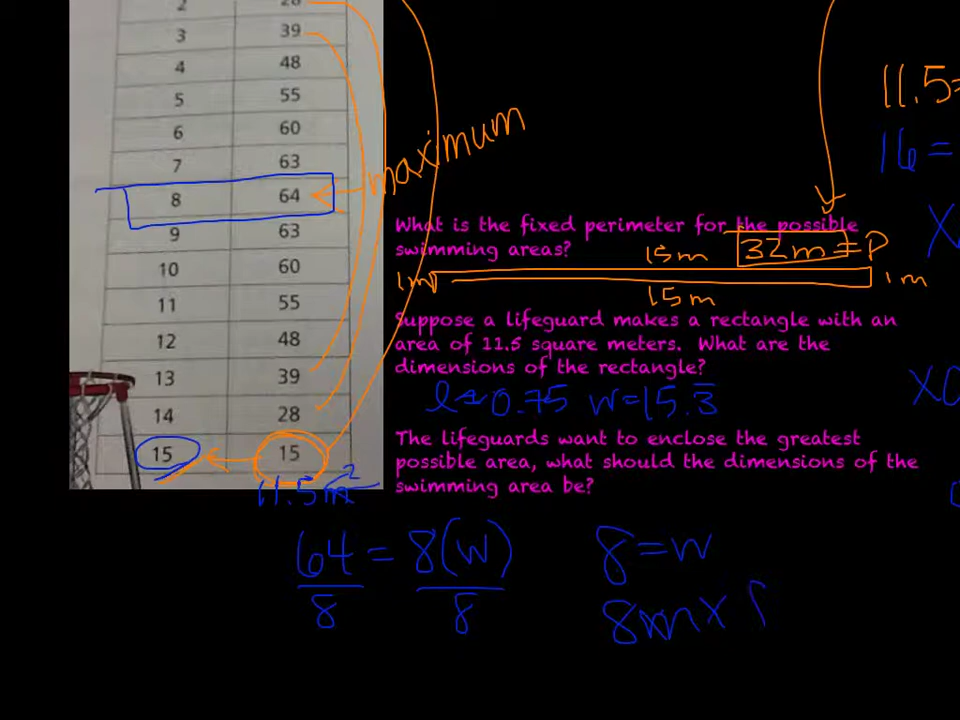 2 28
3 39
4 48
5 55
6 60
7 63
8 64
9 63
10 60
11 55
12 48
13 39
14 28
15 15
11.5m²
maximum
11.5=
16=
X
What is the fixed perimeter for the possible
swimming areas?
32m=P
15m
1m
1m
15m
Suppose a lifeguard makes a rectangle with an
area of 11.5 square meters. What are the
dimensions of the rectangle?
l≈0.75 w=15.3̅
The lifeguards want to enclose the greatest
possible area, what should the dimensions of the
swimming area be?
64=8(w) 8=w
8 8
8m x